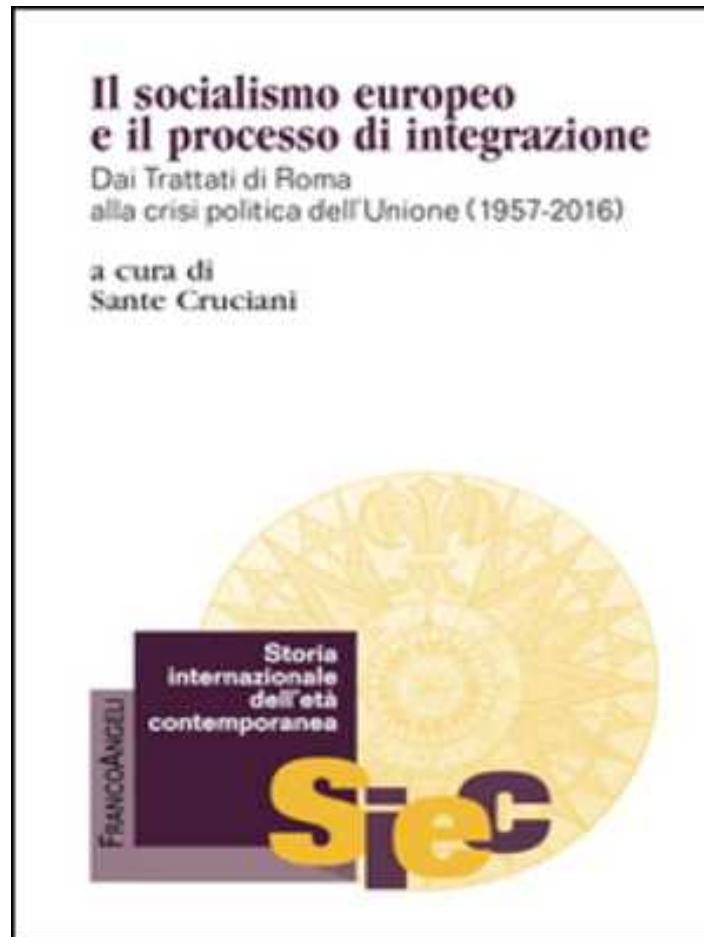 Il socialismo europeo
e il processo di integrazione
Dai Trattati di Roma
alla crisi politica dell'Unione (1957-2016)
a cura di
Sante Cruciani
Storia
internazionale
dell'età
contemporanea
FRANCOANGELI
Siec